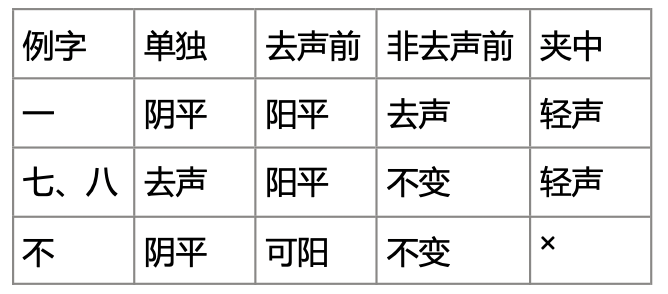 例字 单独 去声前 非去声前 夹中
一 阴平 阳平 去声 轻声
七、八 去声 阳平 不变 轻声
不 阴平 可阳 不变 ×